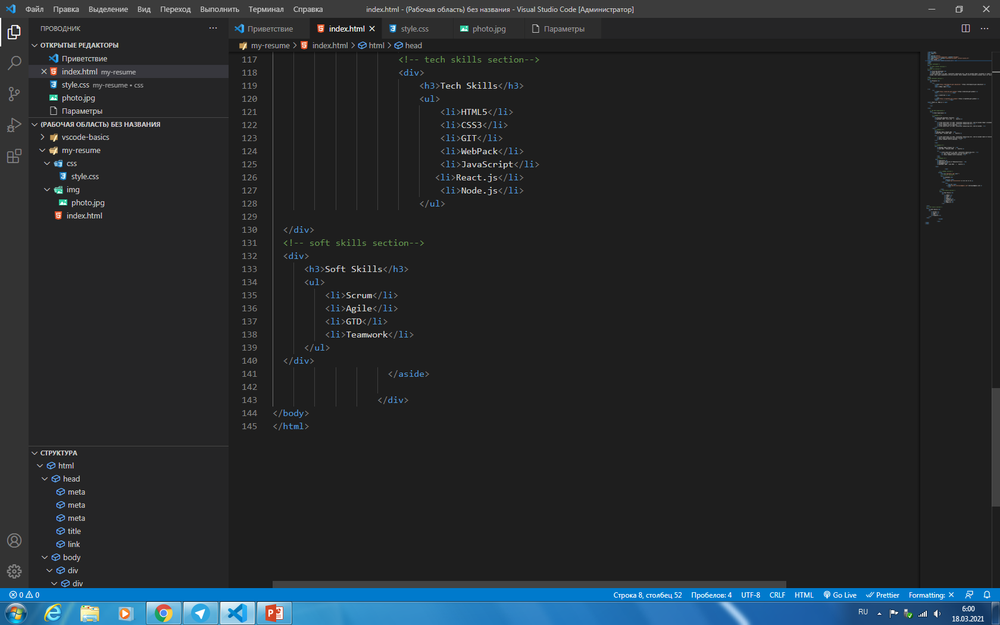 Файл Правка Выделение Вид Переход Выполнить Терминал Справка
index.html - (Рабочая область) без названия - Visual Studio Code [Администратор]
ПРОВОДНИК
ОТКРЫТЫЕ РЕДАКТОРЫ
Приветствие
index.html my-resume
style.css my-resume • css
photo.jpg
Параметры
(РАБОЧАЯ ОБЛАСТЬ) БЕЗ НАЗВАНИЯ
vscode-basics
my-resume
css
style.css
img
photo.jpg
index.html
СТРУКТУРА
html
head
meta
meta
meta
title
link
body
div
div
Приветствие index.html style.css photo.jpg Параметры
my-resume > index.html > html > head
117 <!-- tech skills section-->
118 <div>
119 <h3>Tech Skills</h3>
120 <ul>
121 <li>HTML5</li>
122 <li>CSS3</li>
123 <li>GIT</li>
124 <li>WebPack</li>
125 <li>JavaScript</li>
126 <li>React.js</li>
127 <li>Node.js</li>
128 </ul>
129
130 </div>
131 <!-- soft skills section-->
132 <div>
133 <h3>Soft Skills</h3>
134 <ul>
135 <li>Scrum</li>
136 <li>Agile</li>
137 <li>GTD</li>
138 <li>Teamwork</li>
139 </ul>
140 </div>
141 </aside>
142
143 </div>
144 </body>
145 </html>
0 0
Строка 8, столбец 52 Пробелов: 4 UTF-8 CRLF HTML Go Live Prettier Formatting: ×
RU
6:00
18.03.2021